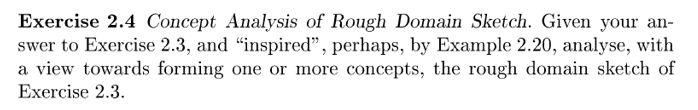 Exercise 2.4 Concept Analysis of Rough Domain Sketch. Given your an-
swer to Exercise 2.3, and “inspired”, perhaps, by Example 2.20, analyse, with
a view towards forming one or more concepts, the rough domain sketch of
Exercise 2.3.